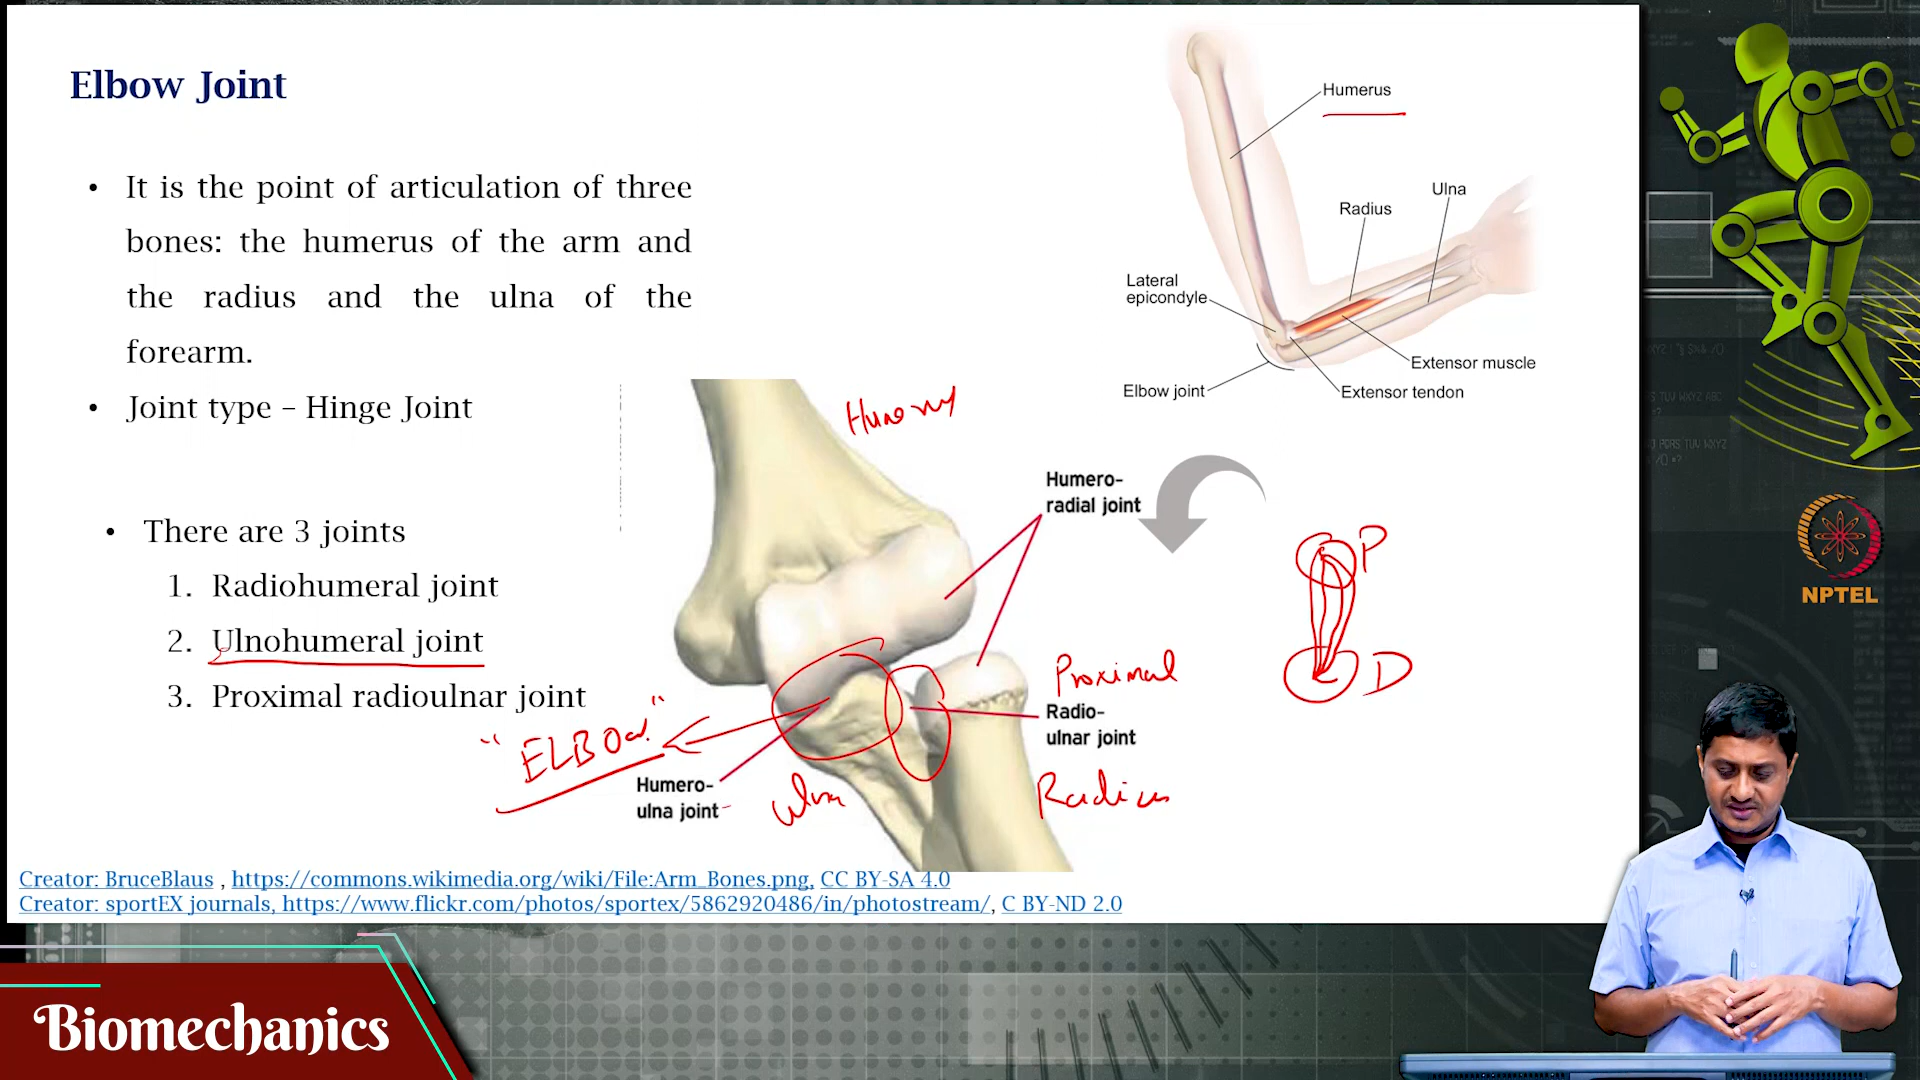 Elbow Joint
• It is the point of articulation of three
bones: the humerus of the arm and
the radius and the ulna of the
forearm.
• Joint type – Hinge Joint
• There are 3 joints
1. Radiohumeral joint
2. Ulnohumeral joint
3. Proximal radioulnar joint
"ELBOW"
Humerus
Radius
Ulna
Lateral
epicondyle
Elbow joint
Extensor muscle
Extensor tendon
Humerus
Humero-
radial joint
Proximal
Radio-
ulnar joint
Radius
Humero-
ulna joint
Ulna
P
D
Creator: BruceBlaus , https://commons.wikimedia.org/wiki/File:Arm_Bones.png, CC BY-SA 4.0
Creator: sportEX journals, https://www.flickr.com/photos/sportex/5862920486/in/photostream/, C BY-ND 2.0
NPTEL
Biomechanics